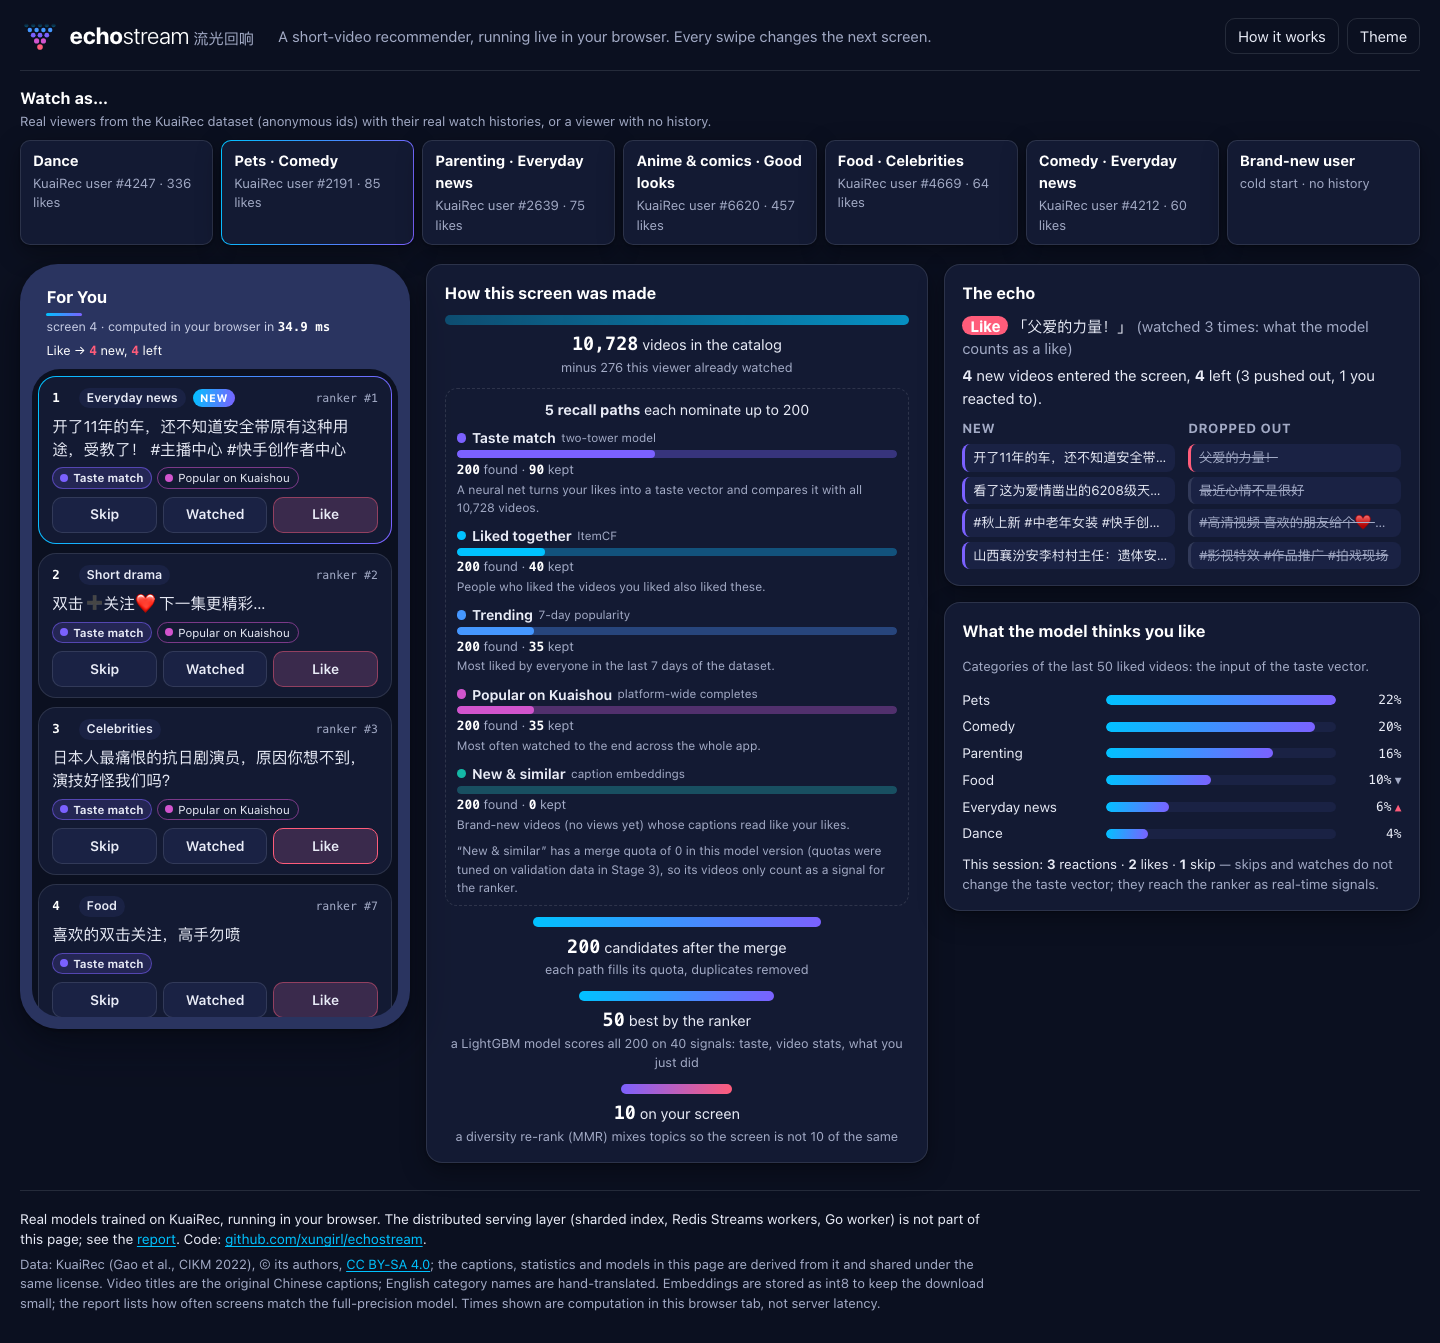 echostream 流光回响
A short-video recommender, running live in your browser. Every swipe changes the next screen.
How it works
Theme
Watch as...
Real viewers from the KuaiRec dataset (anonymous ids) with their real watch histories, or a viewer with no history.
Dance
KuaiRec user #4247 · 336
likes
Pets · Comedy
KuaiRec user #2191 · 85
likes
Parenting · Everyday
news
KuaiRec user #2639 · 75
likes
Anime & comics · Good
looks
KuaiRec user #6620 · 457
likes
Food · Celebrities
KuaiRec user #4669 · 64
likes
Comedy · Everyday
news
KuaiRec user #4212 · 60
likes
Brand-new user
cold start · no history
For You
screen 4 · computed in your browser in 34.9 ms
Like → 4 new, 4 left
1 Everyday news NEW ranker #1
开了11年的车，还不知道安全带原有这种用
途，受教了！ #主播中心 #快手创作者中心
Taste match Popular on Kuaishou
Skip Watched Like
2 Short drama ranker #2
双击➕关注❤️下一集更精彩...
Taste match Popular on Kuaishou
Skip Watched Like
3 Celebrities ranker #3
日本人最痛恨的抗日剧演员，原因你想不到，
演技好怪我们吗?
Taste match Popular on Kuaishou
Skip Watched Like
4 Food ranker #7
喜欢的双击关注，高手勿喷
Taste match
Skip Watched Like
How this screen was made
10,728 videos in the catalog
minus 276 this viewer already watched
5 recall paths each nominate up to 200
Taste match two-tower model
200 found · 90 kept
A neural net turns your likes into a taste vector and compares it with all
10,728 videos.
Liked together ItemCF
200 found · 40 kept
People who liked the videos you liked also liked these.
Trending 7-day popularity
200 found · 35 kept
Most liked by everyone in the last 7 days of the dataset.
Popular on Kuaishou platform-wide completes
200 found · 35 kept
Most often watched to the end across the whole app.
New & similar caption embeddings
200 found · 0 kept
Brand-new videos (no views yet) whose captions read like your likes.
“New & similar” has a merge quota of 0 in this model version (quotas were
tuned on validation data in Stage 3), so its videos only count as a signal for
the ranker.
200 candidates after the merge
each path fills its quota, duplicates removed
50 best by the ranker
a LightGBM model scores all 200 on 40 signals: taste, video stats, what you
just did
10 on your screen
a diversity re-rank (MMR) mixes topics so the screen is not 10 of the same
The echo
Like 「父爱的力量！」 (watched 3 times: what the model
counts as a like)
4 new videos entered the screen, 4 left (3 pushed out, 1 you
reacted to).
NEW
开了11年的车，还不知道安全带...
看了这为爱情凿出的6208级天...
#秋上新 #中老年女装 #快手创...
山西襄汾安李村村主任：遗体安...
DROPPED OUT
父爱的力量！
最近心情不是很好
#高清视频 喜欢的朋友给个❤️...
#影视特效 #作品推广 #拍戏现场
What the model thinks you like
Categories of the last 50 liked videos: the input of the taste vector.
Pets 22%
Comedy 20%
Parenting 16%
Food 10% ▼
Everyday news 6% ▲
Dance 4%
This session: 3 reactions · 2 likes · 1 skip — skips and watches do not
change the taste vector; they reach the ranker as real-time signals.
Real models trained on KuaiRec, running in your browser. The distributed serving layer (sharded index, Redis Streams workers, Go worker) is not part of
this page; see the report. Code: github.com/xungirl/echostream.
Data: KuaiRec (Gao et al., CIKM 2022), © its authors, CC BY-SA 4.0; the captions, statistics and models in this page are derived from it and shared under the
same license. Video titles are the original Chinese captions; English category names are hand-translated. Embeddings are stored as int8 to keep the download
small; the report lists how often screens match the full-precision model. Times shown are computation in this browser tab, not server latency.